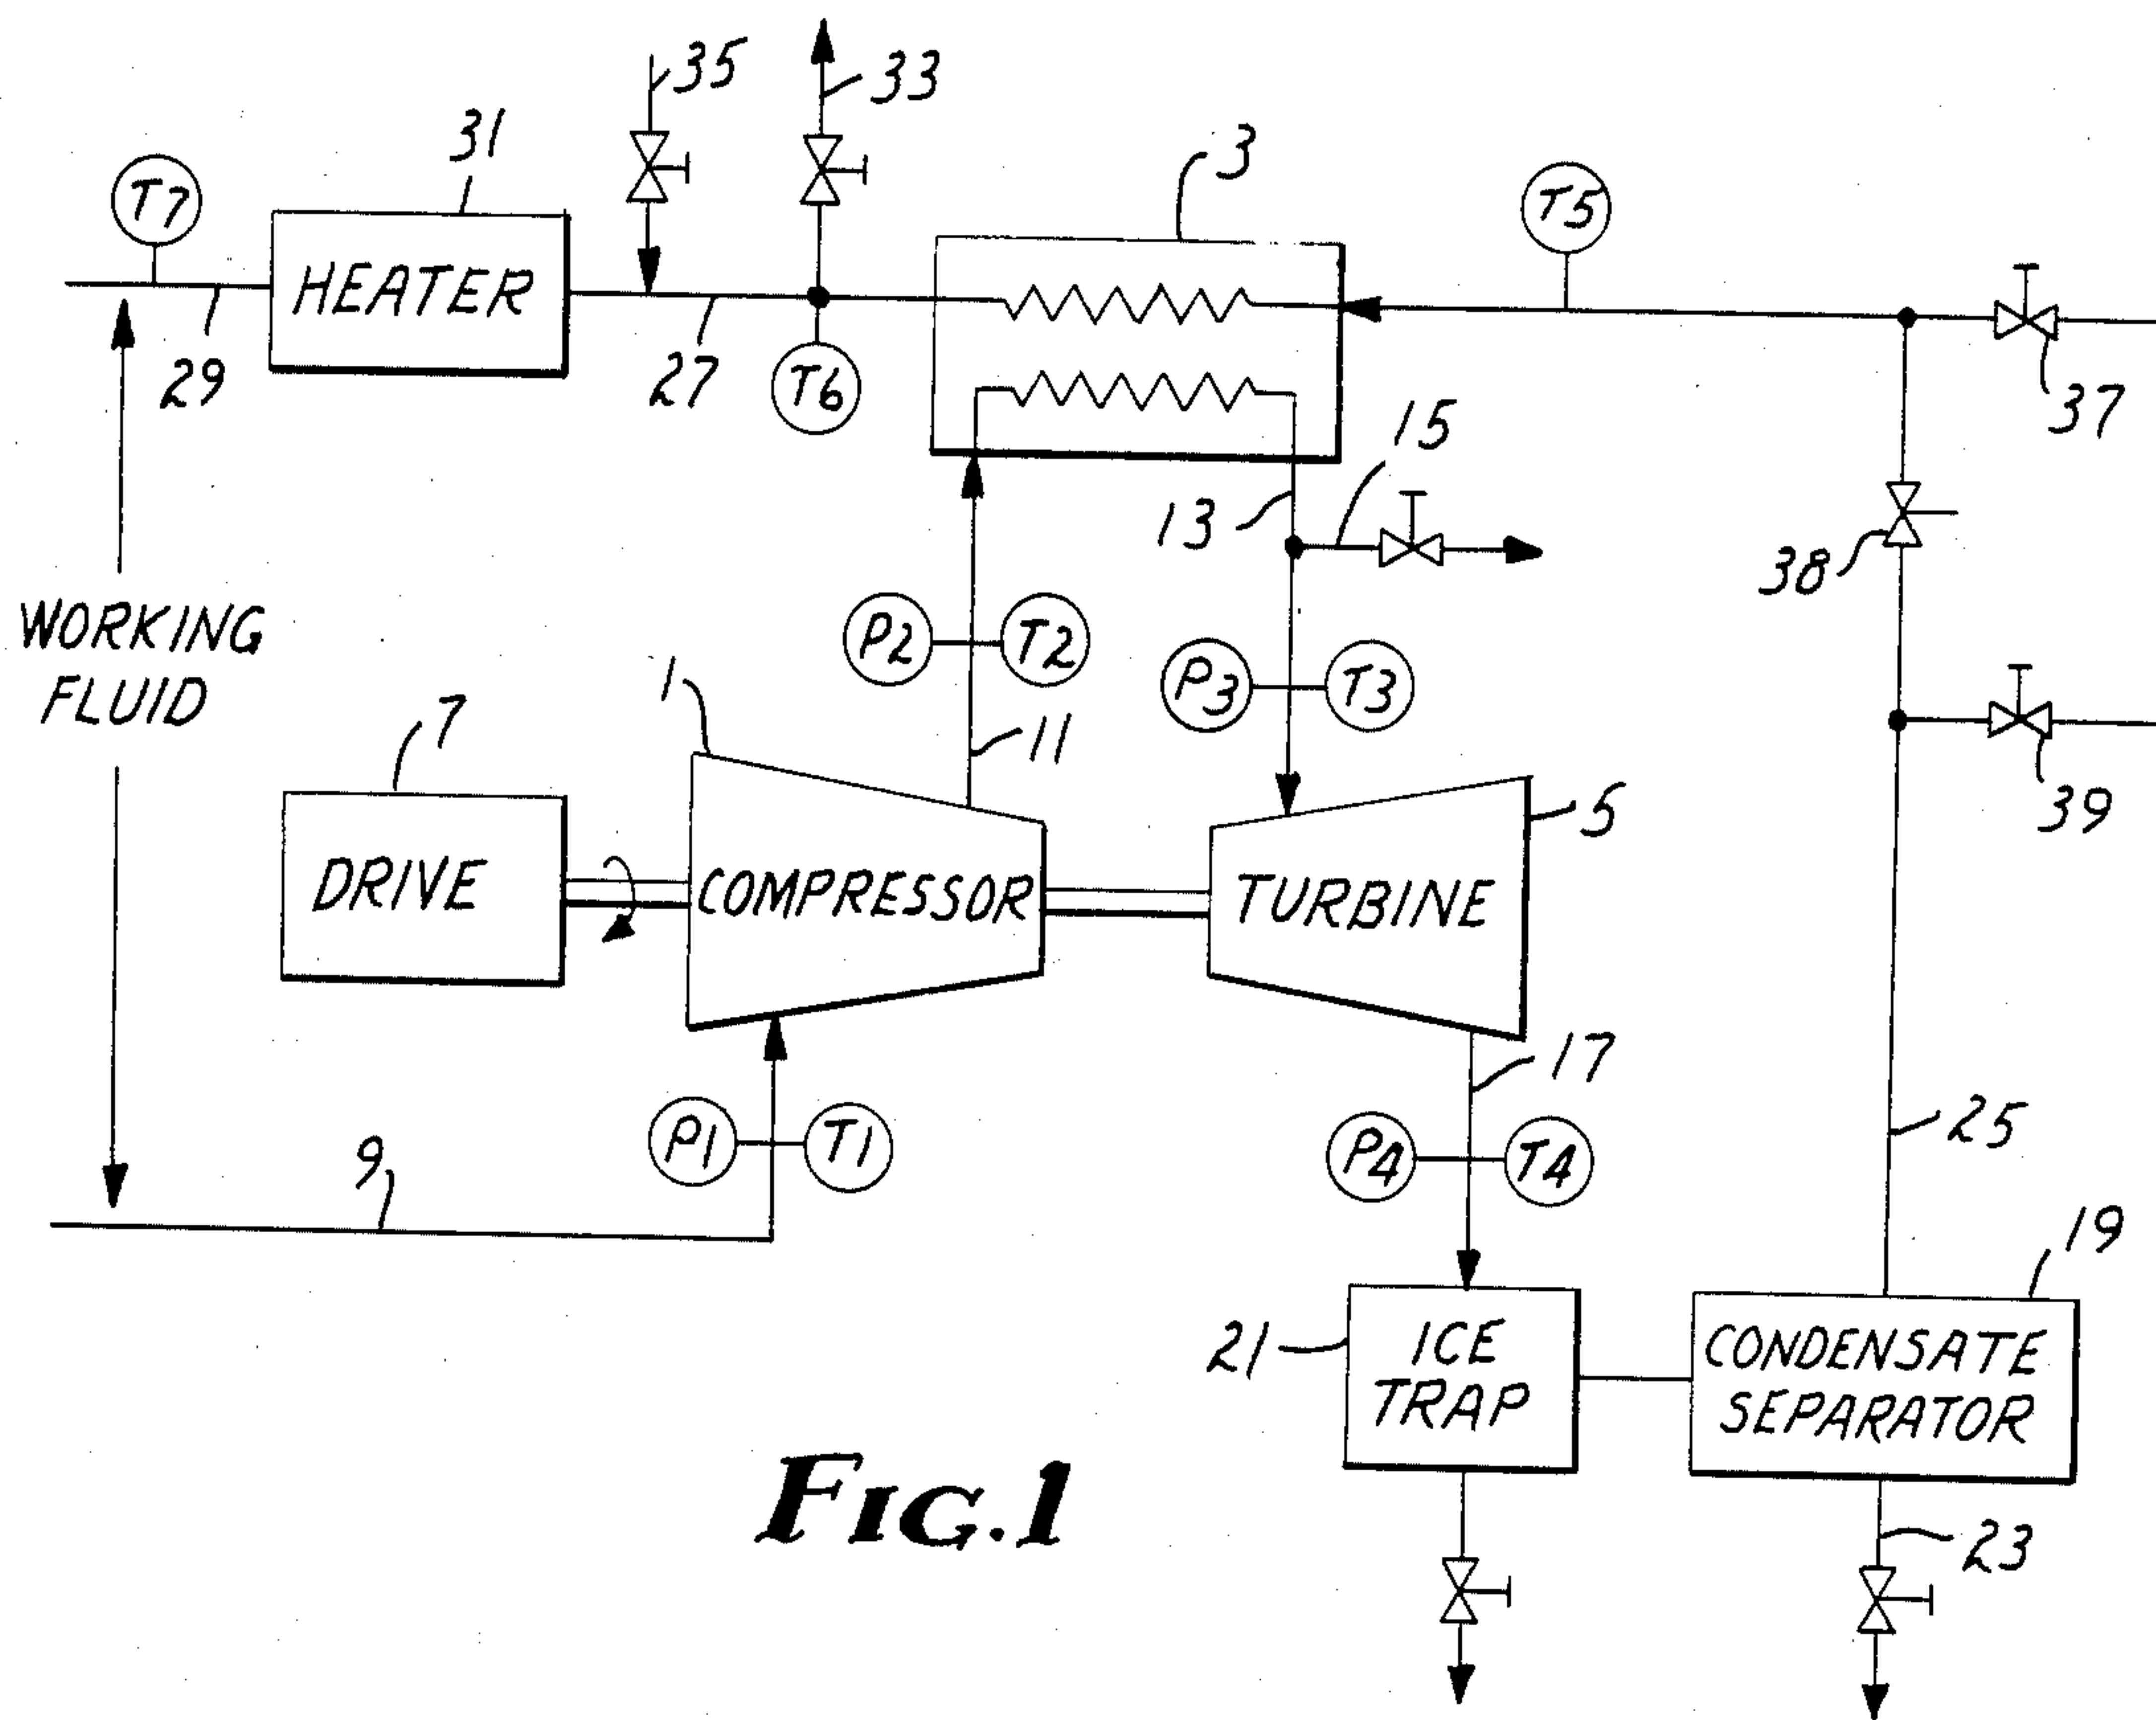 35
33
31
3
T7
T5
HEATER
29
27
T6
37
15
13
38
WORKING
FLUID
P2
T2
P3
T3
7
1
11
5
39
DRIVE
COMPRESSOR
TURBINE
17
25
P1
T1
P4
T4
9
19
21
ICE
TRAP
CONDENSATE
SEPARATOR
23
FIG.1